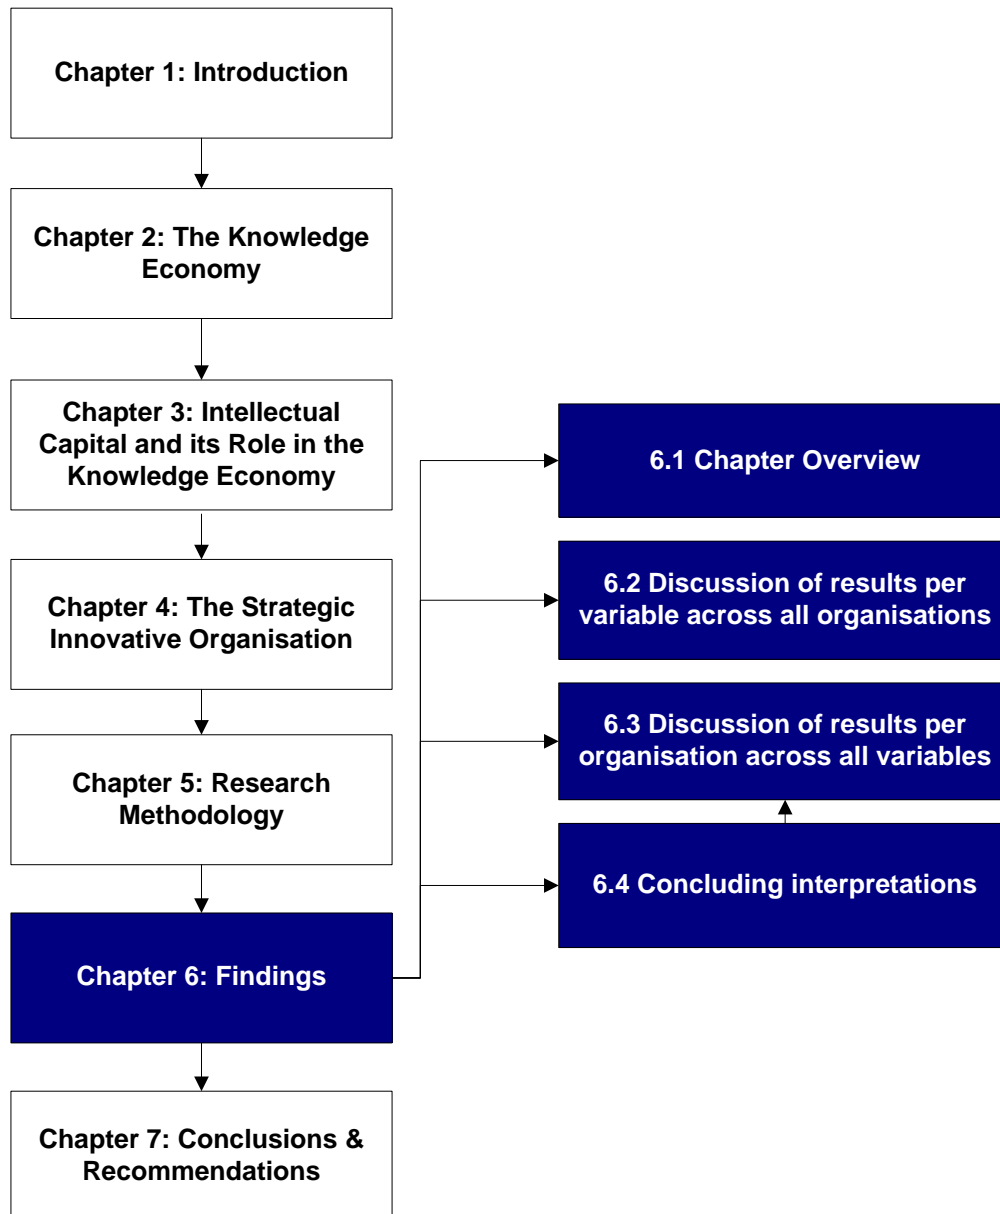 Chapter 1: Introduction
Chapter 2: The Knowledge
Economy
Chapter 3: Intellectual
Capital and its Role in the
Knowledge Economy
Chapter 4: The Strategic
Innovative Organisation
Chapter 5: Research
Methodology
Chapter 6: Findings
Chapter 7: Conclusions &
Recommendations
6.1 Chapter Overview
6.2 Discussion of results per
variable across all organisations
6.3 Discussion of results per
organisation across all variables
6.4 Concluding interpretations